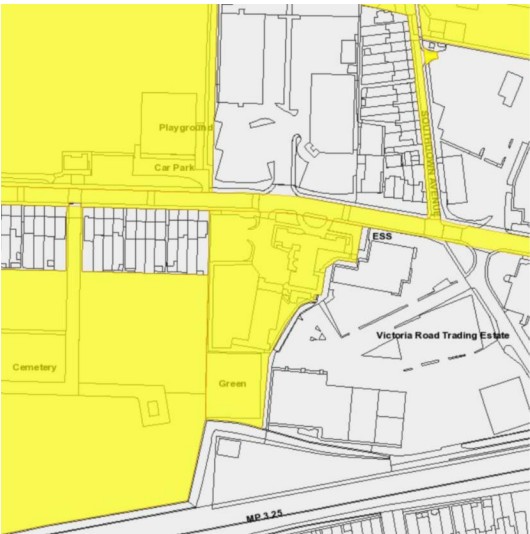 Playground
Car Park
SOUTHDOWN AVENUE
ESS
Victoria Road Trading Estate
Cemetery
Green
MP 3.25